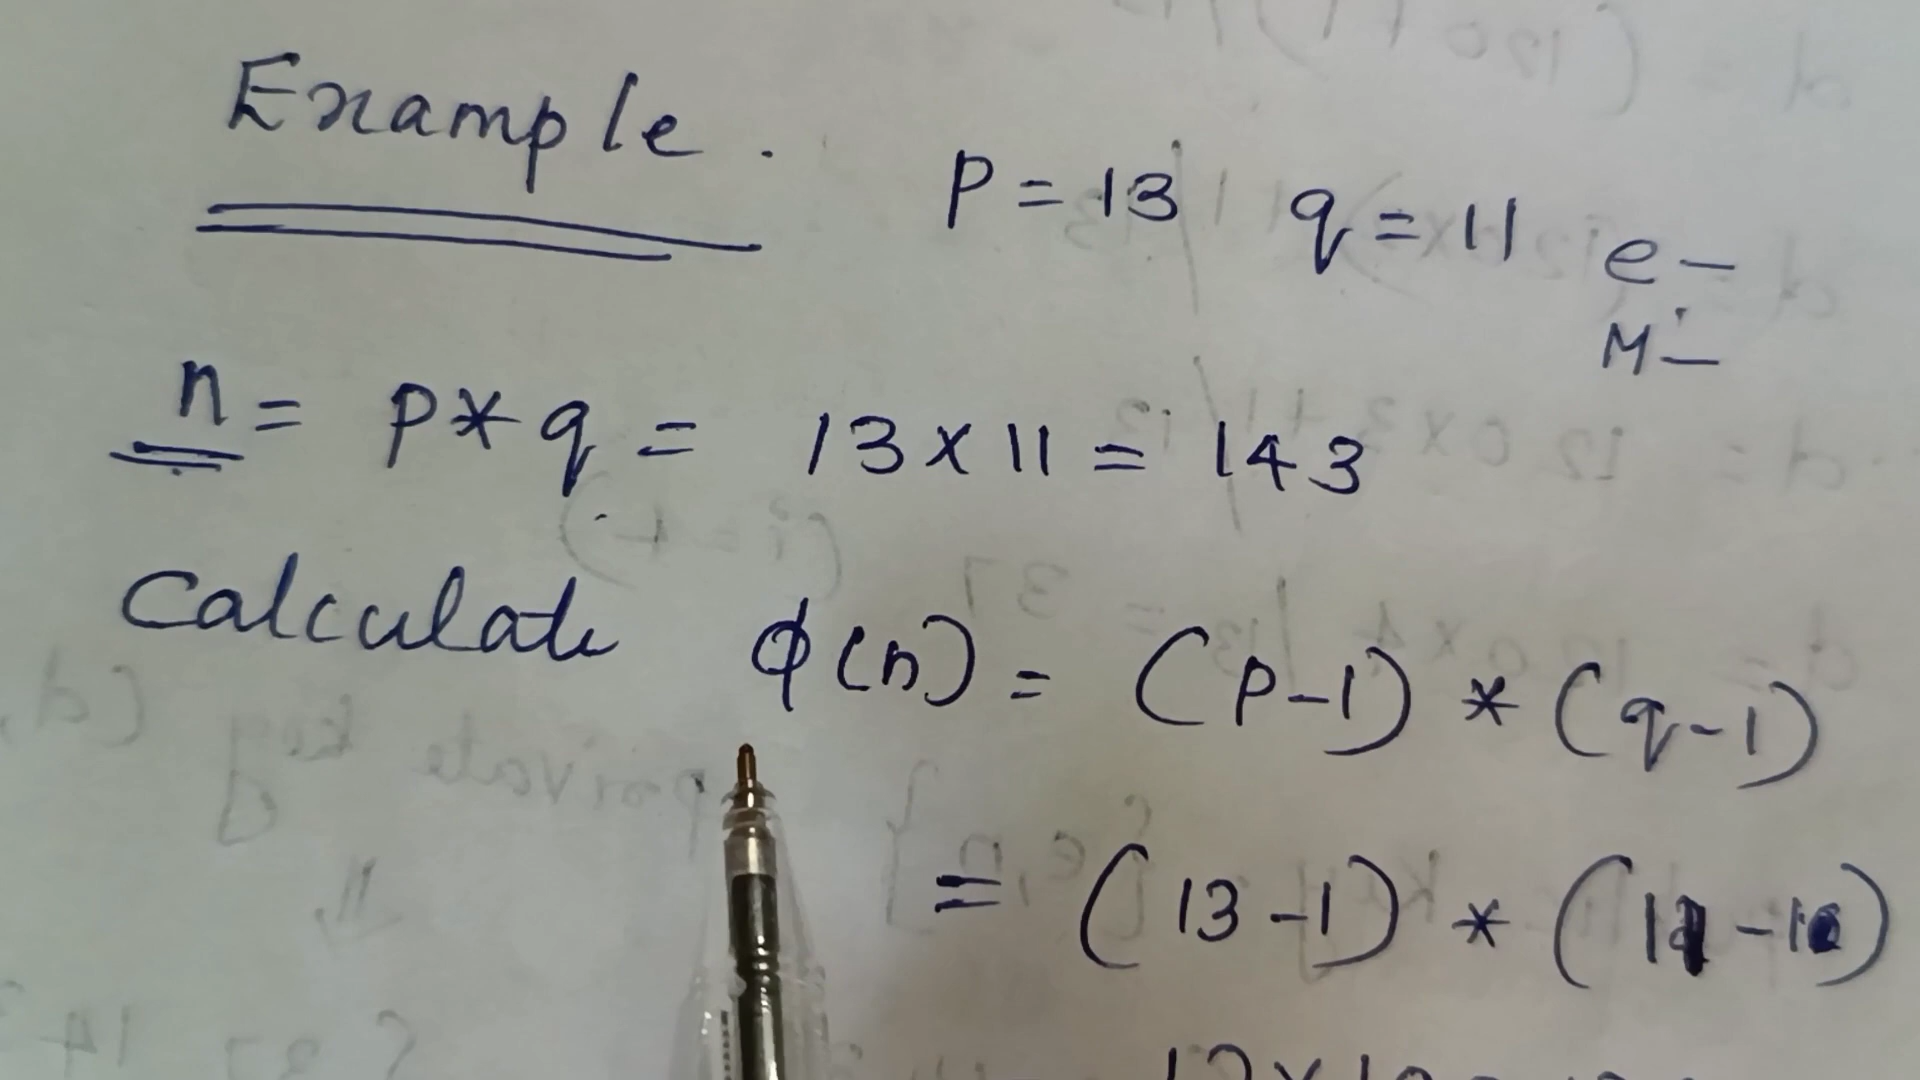 Example.
P = 13 q = 11 e -
M -
n = P * q = 13 x 11 = 143
Calculate ϕ(n) = (P-1) * (q-1)
= (13-1) * (11-1)